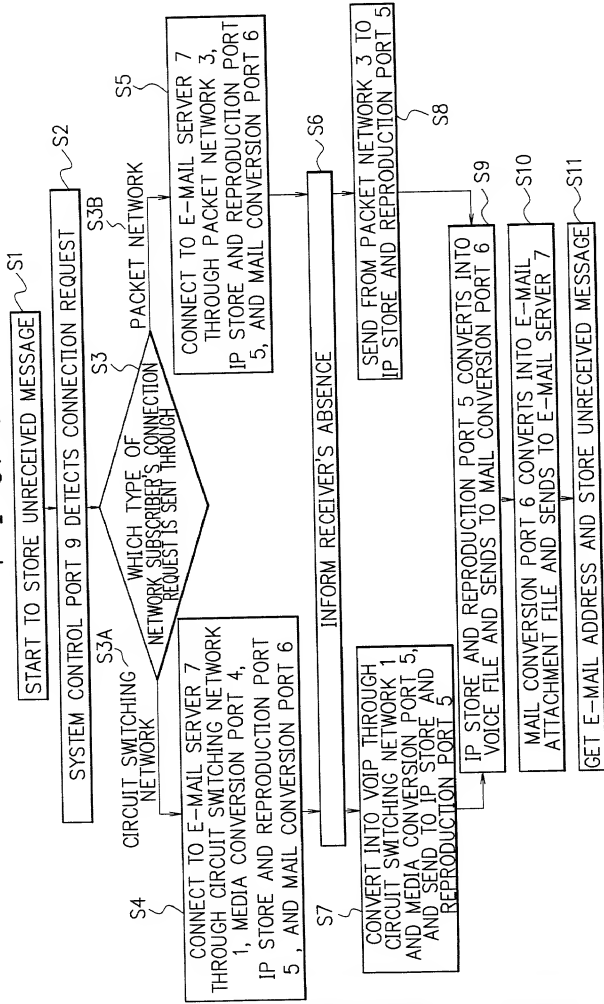 START TO STORE UNRECEIVED MESSAGE
S1
SYSTEM CONTROL PORT 9 DETECTS CONNECTION REQUEST
S2
WHICH TYPE OF
NETWORK SUBSCRIBER'S CONNECTION
REQUEST IS SENT THROUGH
S3
S3A
CIRCUIT SWITCHING
NETWORK
S3B
PACKET NETWORK
CONNECT TO E-MAIL SERVER 7
THROUGH CIRCUIT SWITCHING NETWORK
1, MEDIA CONVERSION PORT 4,
IP STORE AND REPRODUCTION PORT
5, AND MAIL CONVERSION PORT 6
S4
CONNECT TO E-MAIL SERVER 7
THROUGH PACKET NETWORK 3,
IP STORE AND REPRODUCTION PORT
5, AND MAIL CONVERSION PORT 6
S5
INFORM RECEIVER'S ABSENCE
S6
CONVERT INTO VOIP THROUGH
CIRCUIT SWITCHING NETWORK 1
AND MEDIA CONVERSION PORT 5,
AND SEND TO IP STORE AND
REPRODUCTION PORT 5
S7
SEND FROM PACKET NETWORK 3 TO
IP STORE AND REPRODUCTION PORT 5
S8
IP STORE AND REPRODUCTION PORT 5 CONVERTS INTO
VOICE FILE AND SENDS TO MAIL CONVERSION PORT 6
S9
MAIL CONVERSION PORT 6 CONVERTS INTO E-MAIL
ATTACHMENT FILE AND SENDS TO E-MAIL SERVER 7
S10
GET E-MAIL ADDRESS AND STORE UNRECEIVED MESSAGE
S11